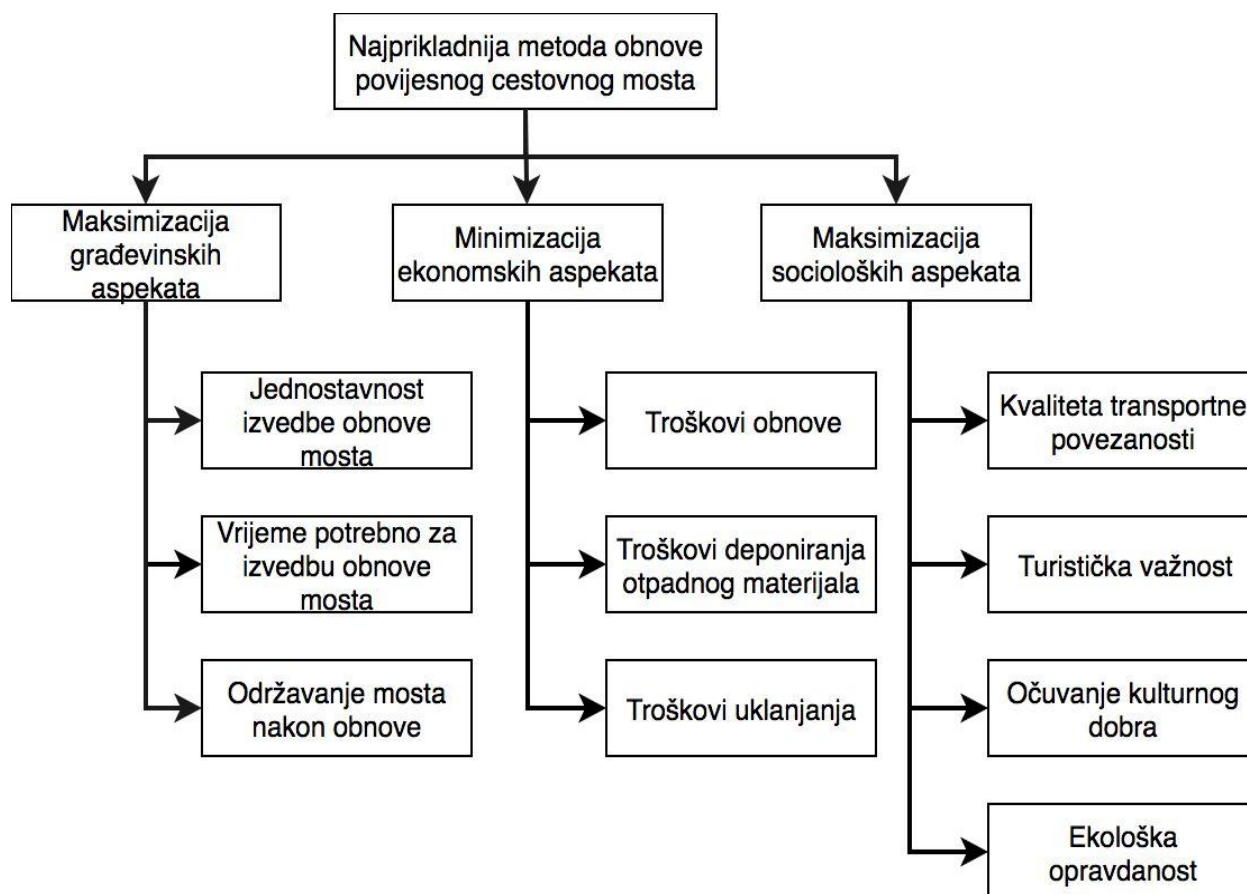 Najprikladnija metoda obnove
povijesnog cestovnog mosta
Maksimizacija
građevinskih
aspekata
Minimizacija
ekonomskih aspekata
Maksimizacija
socioloških aspekata
Jednostavnost
izvedbe obnove
mosta
Vrijeme potrebno za
izvedbu obnove
mosta
Održavanje mosta
nakon obnove
Troškovi obnove
Troškovi deponiranja
otpadnog materijala
Troškovi uklanjanja
Kvaliteta transportne
povezanosti
Turistička važnost
Očuvanje kulturnog
dobra
Ekološka
opravdanost